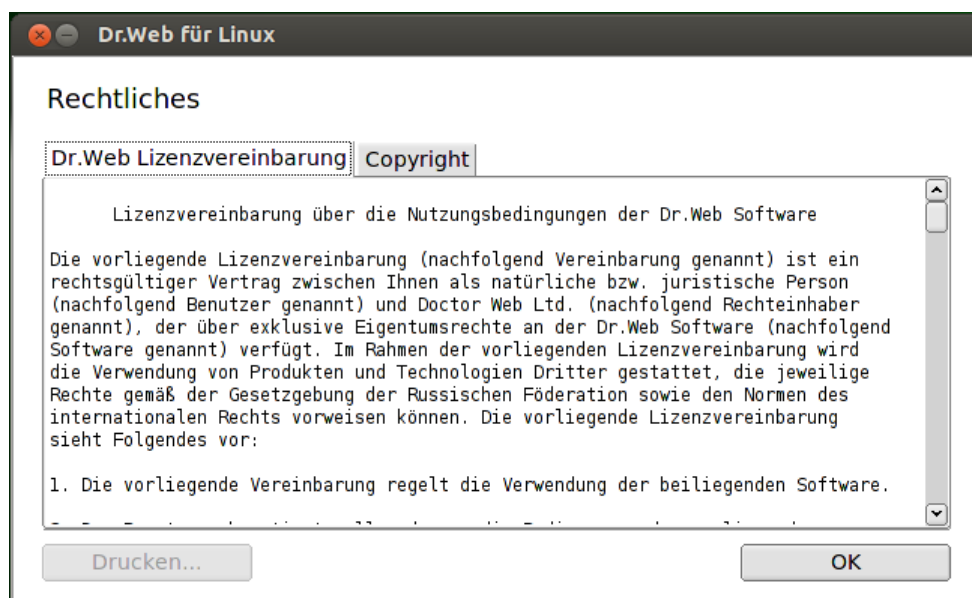 Dr.Web für Linux
Rechtliches
Dr.Web Lizenzvereinbarung
Copyright
Lizenzvereinbarung über die Nutzungsbedingungen der Dr.Web Software
Die vorliegende Lizenzvereinbarung (nachfolgend Vereinbarung genannt) ist ein
rechtsgültiger Vertrag zwischen Ihnen als natürliche bzw. juristische Person
(nachfolgend Benutzer genannt) und Doctor Web Ltd. (nachfolgend Rechteinhaber
genannt), der über exklusive Eigentumsrechte an der Dr.Web Software (nachfolgend
Software genannt) verfügt. Im Rahmen der vorliegenden Lizenzvereinbarung wird
die Verwendung von Produkten und Technologien Dritter gestattet, die jeweilige
Rechte gemäß der Gesetzgebung der Russischen Föderation sowie den Normen des
internationalen Rechts vorweisen können. Die vorliegende Lizenzvereinbarung
sieht Folgendes vor:
1. Die vorliegende Vereinbarung regelt die Verwendung der beiliegenden Software.
Drucken...
OK